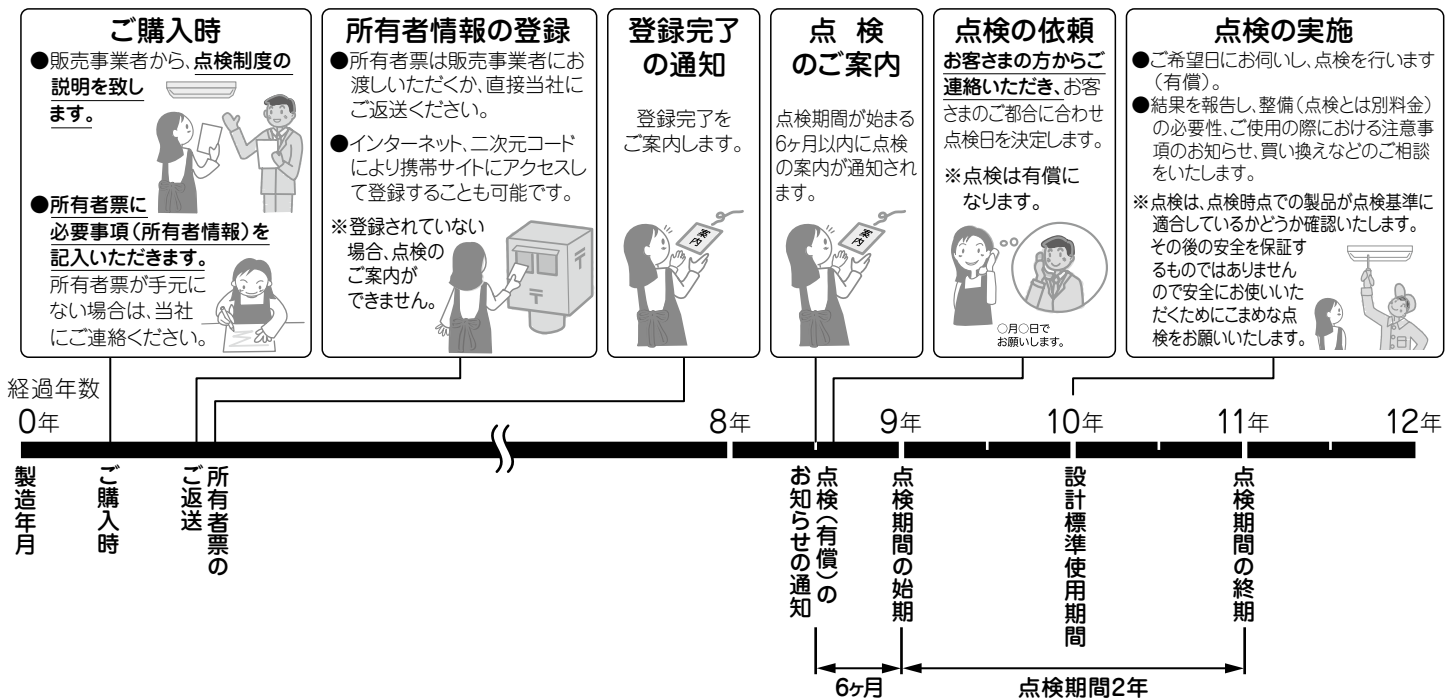 ご購入時
●販売事業者から、点検制度の
説明を致し
ます。
●所有者票に
必要事項(所有者情報)を
記入いただきます。
所有者票が手元に
ない場合は、当社
にご連絡ください。
所有者情報の登録
●所有者票は販売事業者にお
渡しいただくか、直接当社に
ご返送ください。
●インターネット、二次元コード
により携帯サイトにアクセスし
て登録することも可能です。
※登録されていない
場合、点検の
ご案内が
できません。
〒
〒
登録完了
の通知
登録完了を
ご案内します。
案内
点 検
のご案内
点検期間が始まる
6ヶ月以内に点検
の案内が通知され
ます。
案内
点検の依頼
お客さまの方からご
連絡いただき、お客
さまのご都合に合わせ
点検日を決定します。
※点検は有償に
なります。
○月○日で
お願いします。
点検の実施
●ご希望日にお伺いし、点検を行います
(有償)。
●結果を報告し、整備(点検とは別料金)
の必要性、ご使用の際における注意事
項のお知らせ、買い換えなどのご相談
をいたします。
※点検は、点検時点での製品が点検基準に
適合しているかどうか確認いたします。
その後の安全を保証す
るものではありません
ので安全にお使いいた
だくためにこまめな点
検をお願いいたします。
経過年数
0年
8年
9年
10年
11年
12年
製造年月
ご購入時
所有者票の
ご返送
点検(有償)の
お知らせの通知
点検期間の始期
設計標準使用期間
点検期間の終期
6ヶ月
点検期間2年